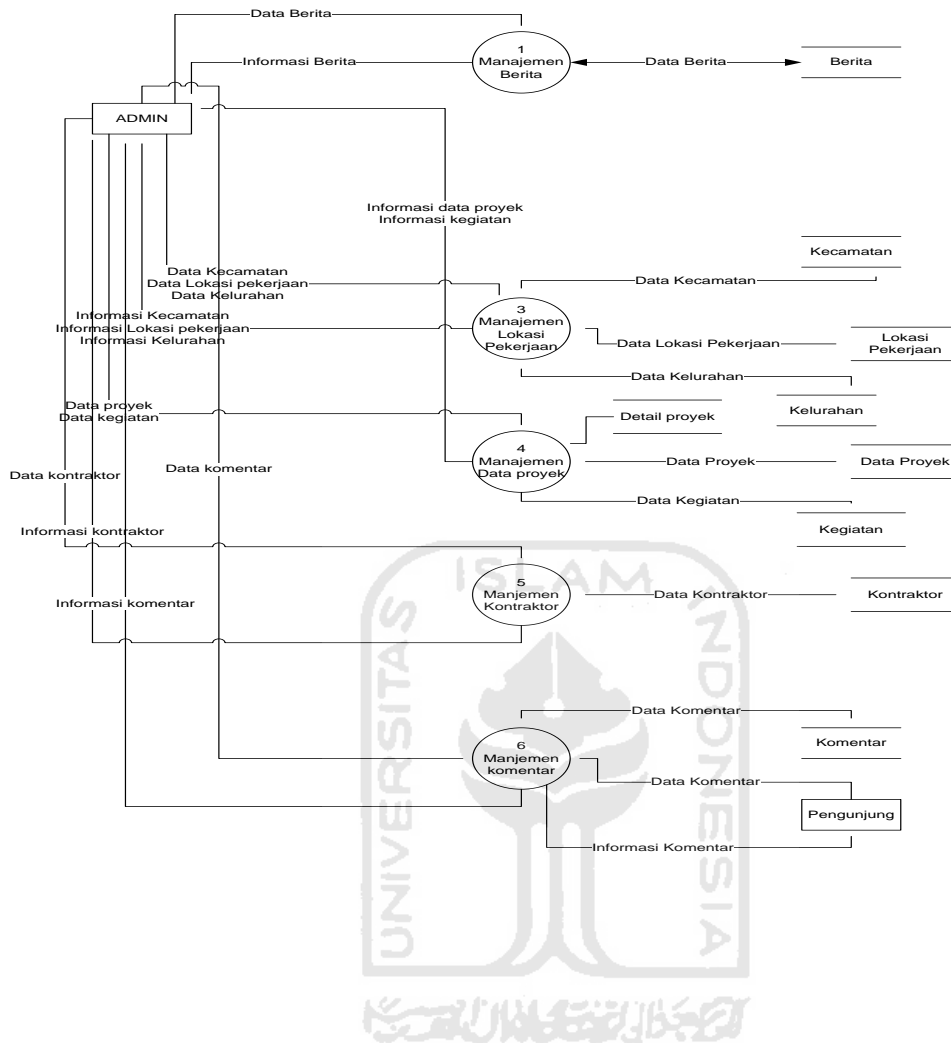 Data Berita
1
Manajemen
Berita
Informasi Berita
Data Berita
Berita
ADMIN
Informasi data proyek
Informasi kegiatan
Kecamatan
Data Kecamatan
Data Lokasi pekerjaan
Data Kelurahan
Data Kecamatan
3
Manajemen
Lokasi
Pekerjaan
Informasi Kecamatan
Informasi Lokasi pekerjaan
Informasi Kelurahan
Data Lokasi Pekerjaan
Lokasi
Pekerjaan
Data Kelurahan
Kelurahan
Data proyek
Data kegiatan
Detail proyek
4
Manajemen
Data proyek
Data Proyek
Data Proyek
Data kontraktor
Data komentar
Data Kegiatan
Kegiatan
Informasi kontraktor
5
Manjemen
Kontraktor
Data Kontraktor
Kontraktor
Informasi komentar
Data Komentar
6
Manjemen
komentar
Komentar
Data Komentar
Pengunjung
Informasi Komentar
UNIVERSITAS
ISLAM
INDONESIA